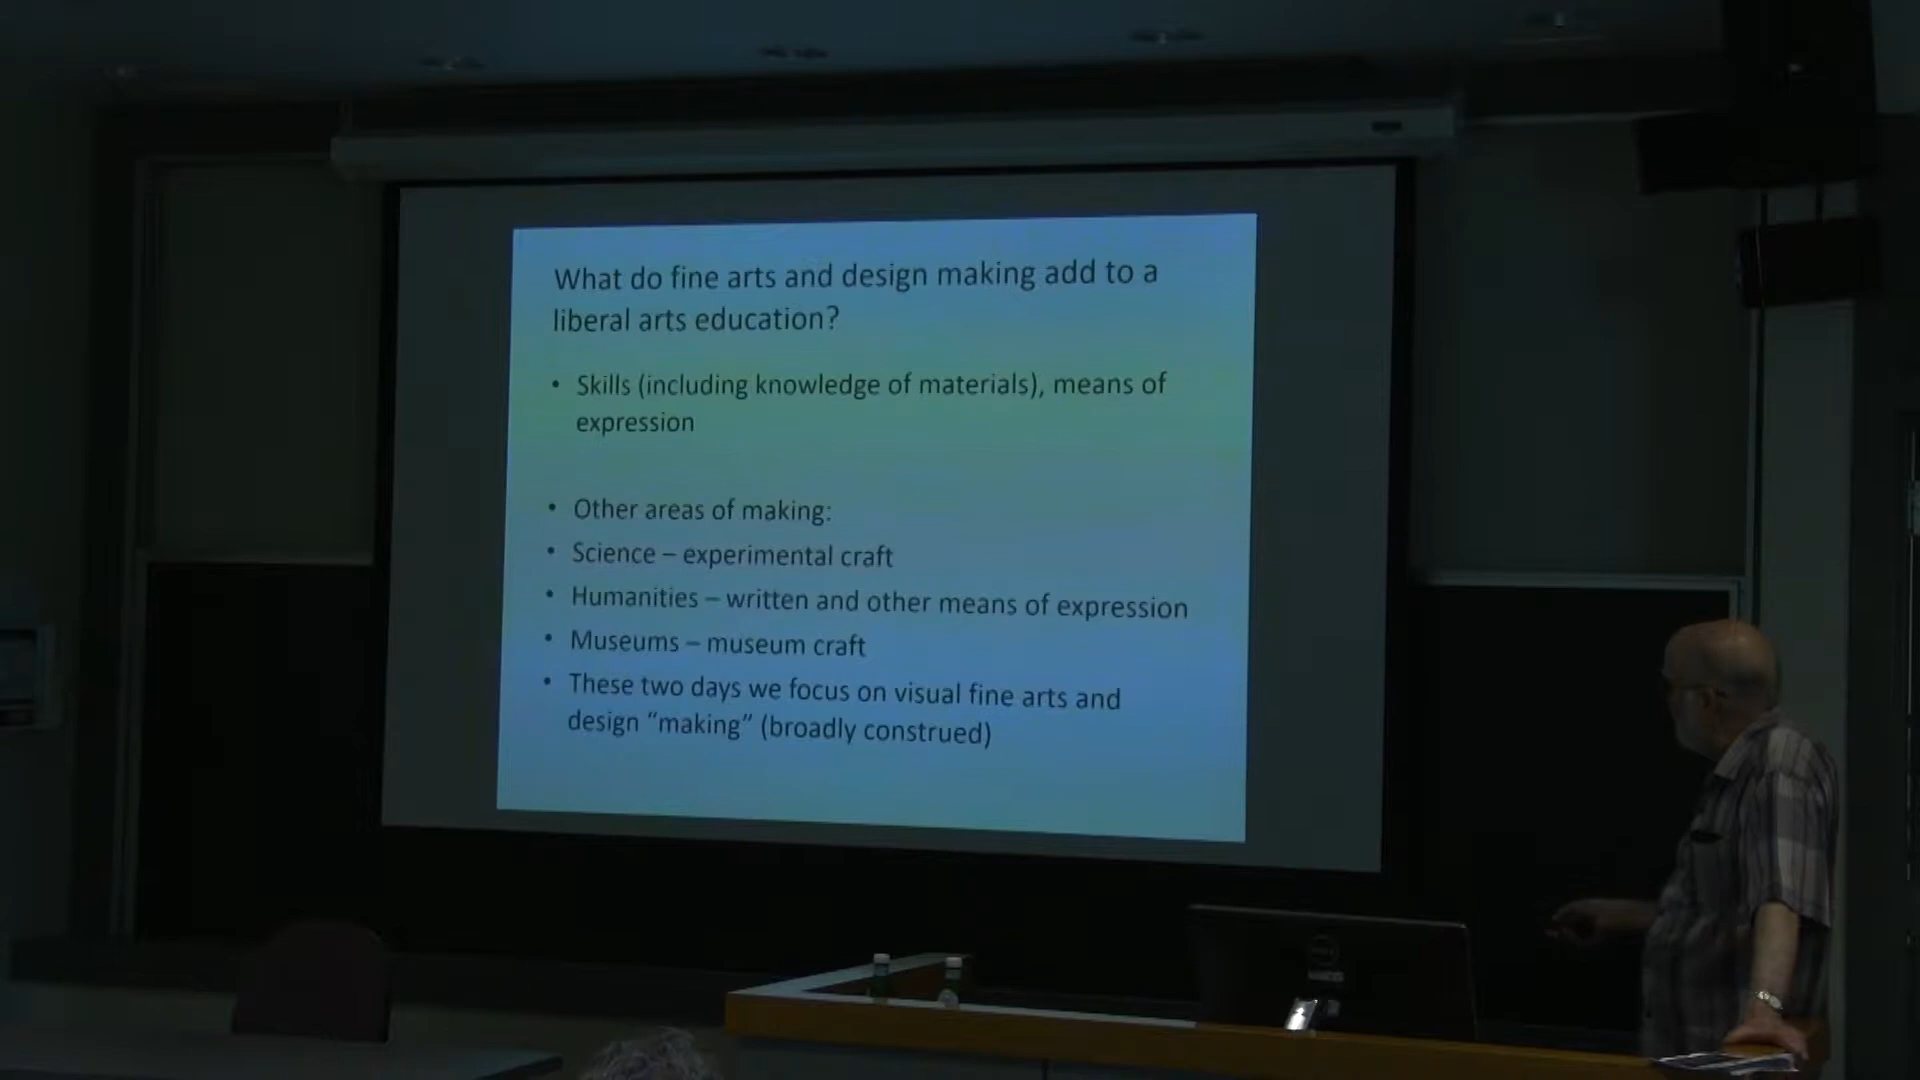 What do fine arts and design making add to a
liberal arts education?
• Skills (including knowledge of materials), means of
expression
• Other areas of making:
• Science – experimental craft
• Humanities – written and other means of expression
• Museums – museum craft
• These two days we focus on visual fine arts and
design “making” (broadly construed)